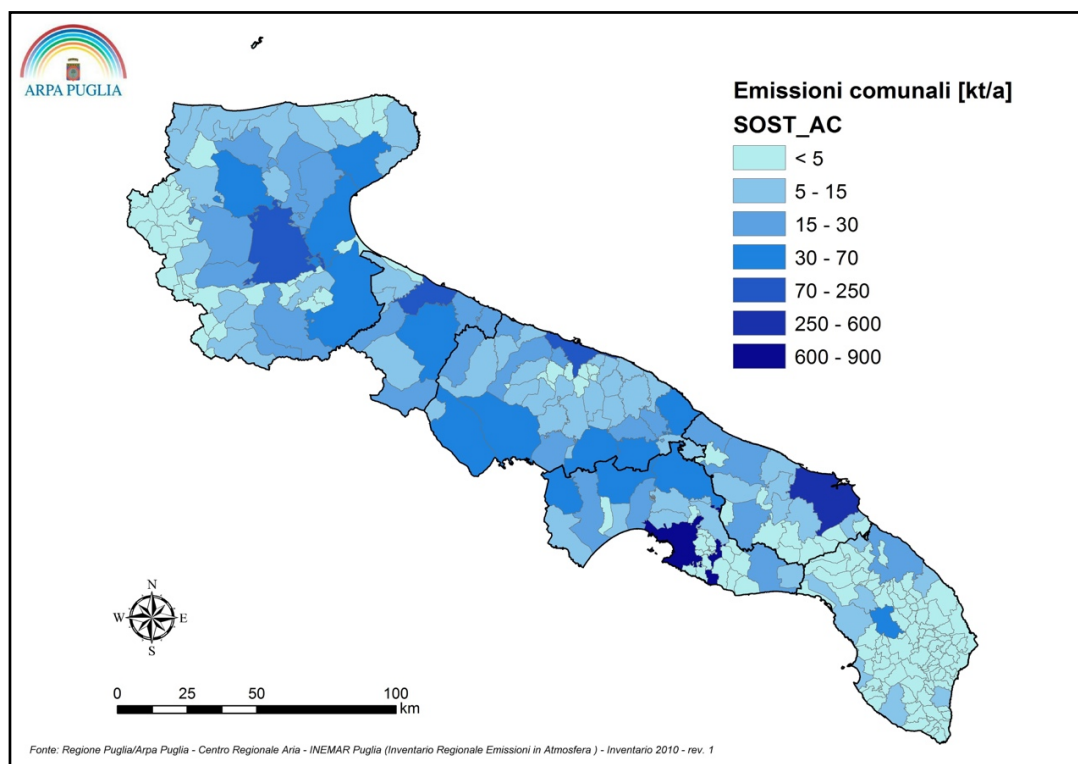 ARPA PUGLIA
Emissioni comunali [kt/a]
SOST_AC
< 5
5 - 15
15 - 30
30 - 70
70 - 250
250 - 600
600 - 900
N
W E
S
0 25 50 100
km
Fonte: Regione Puglia/Arpa Puglia - Centro Regionale Aria - INEMAR Puglia (Inventario Regionale Emissioni in Atmosfera ) - Inventario 2010 - rev. 1